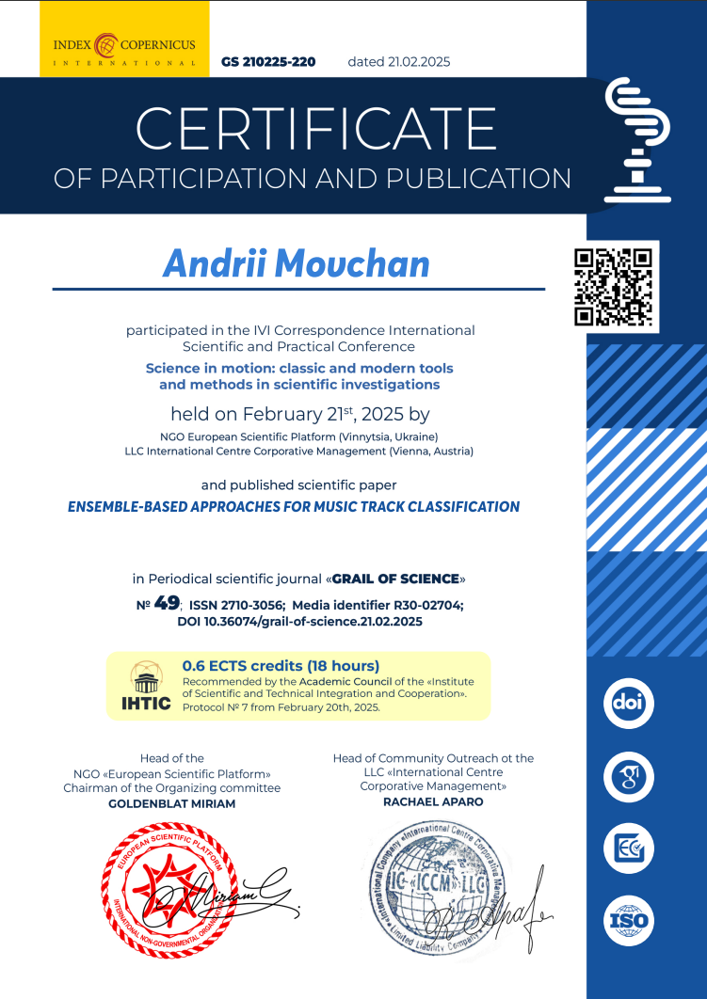 INDEX COPERNICUS
INTERNATIONAL
GS 210225-220 dated 21.02.2025
CERTIFICATE
OF PARTICIPATION AND PUBLICATION
Andrii Movchan
participated in the IVI Correspondence International
Scientific and Practical Conference
Science in motion: classic and modern tools
and methods in scientific investigations
held on February 21st, 2025 by
NGO European Scientific Platform (Vinnytsia, Ukraine)
LLC International Centre Corporative Management (Vienna, Austria)
and published scientific paper
ENSEMBLE-BASED APPROACHES FOR MUSIC TRACK CLASSIFICATION
in Periodical scientific journal «GRAIL OF SCIENCE»
№ 49; ISSN 2710-3056; Media identifier R30-02704;
DOI 10.36074/grail-of-science.21.02.2025
IHTIC
0.6 ECTS credits (18 hours)
Recommended by the Academic Council of the «Institute
of Scientific and Technical Integration and Cooperation».
Protocol № 7 from February 20th, 2025.
doi
g
EC
ISO
Head of the
NGO «European Scientific Platform»
Chairman of the Organizing committee
GOLDENBLAT MIRIAM
Head of Community Outreach ot the
LLC «International Centre
Corporative Management»
RACHAEL APARO
EUROPEAN SCIENTIFIC PLATFORM
INTERNATIONAL NON-GOVERNMENTAL ORGANIZATION
Miriam G.
International Company «International Centre Corporative Management»
IC «ICCM» LLC
Limited Liability Company
R. Aparo